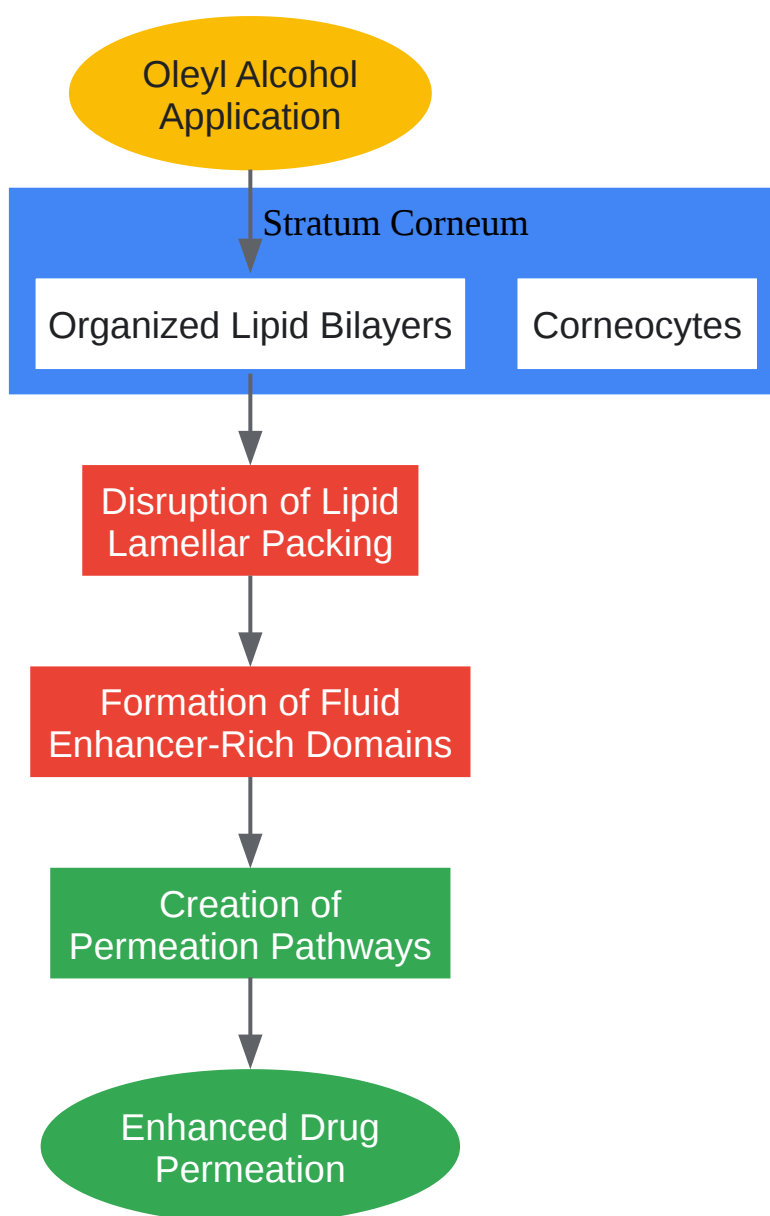 Oleyl Alcohol
Application
Stratum Corneum
Organized Lipid Bilayers
Corneocytes
Disruption of Lipid
Lamellar Packing
Formation of Fluid
Enhancer-Rich Domains
Creation of
Permeation Pathways
Enhanced Drug
Permeation